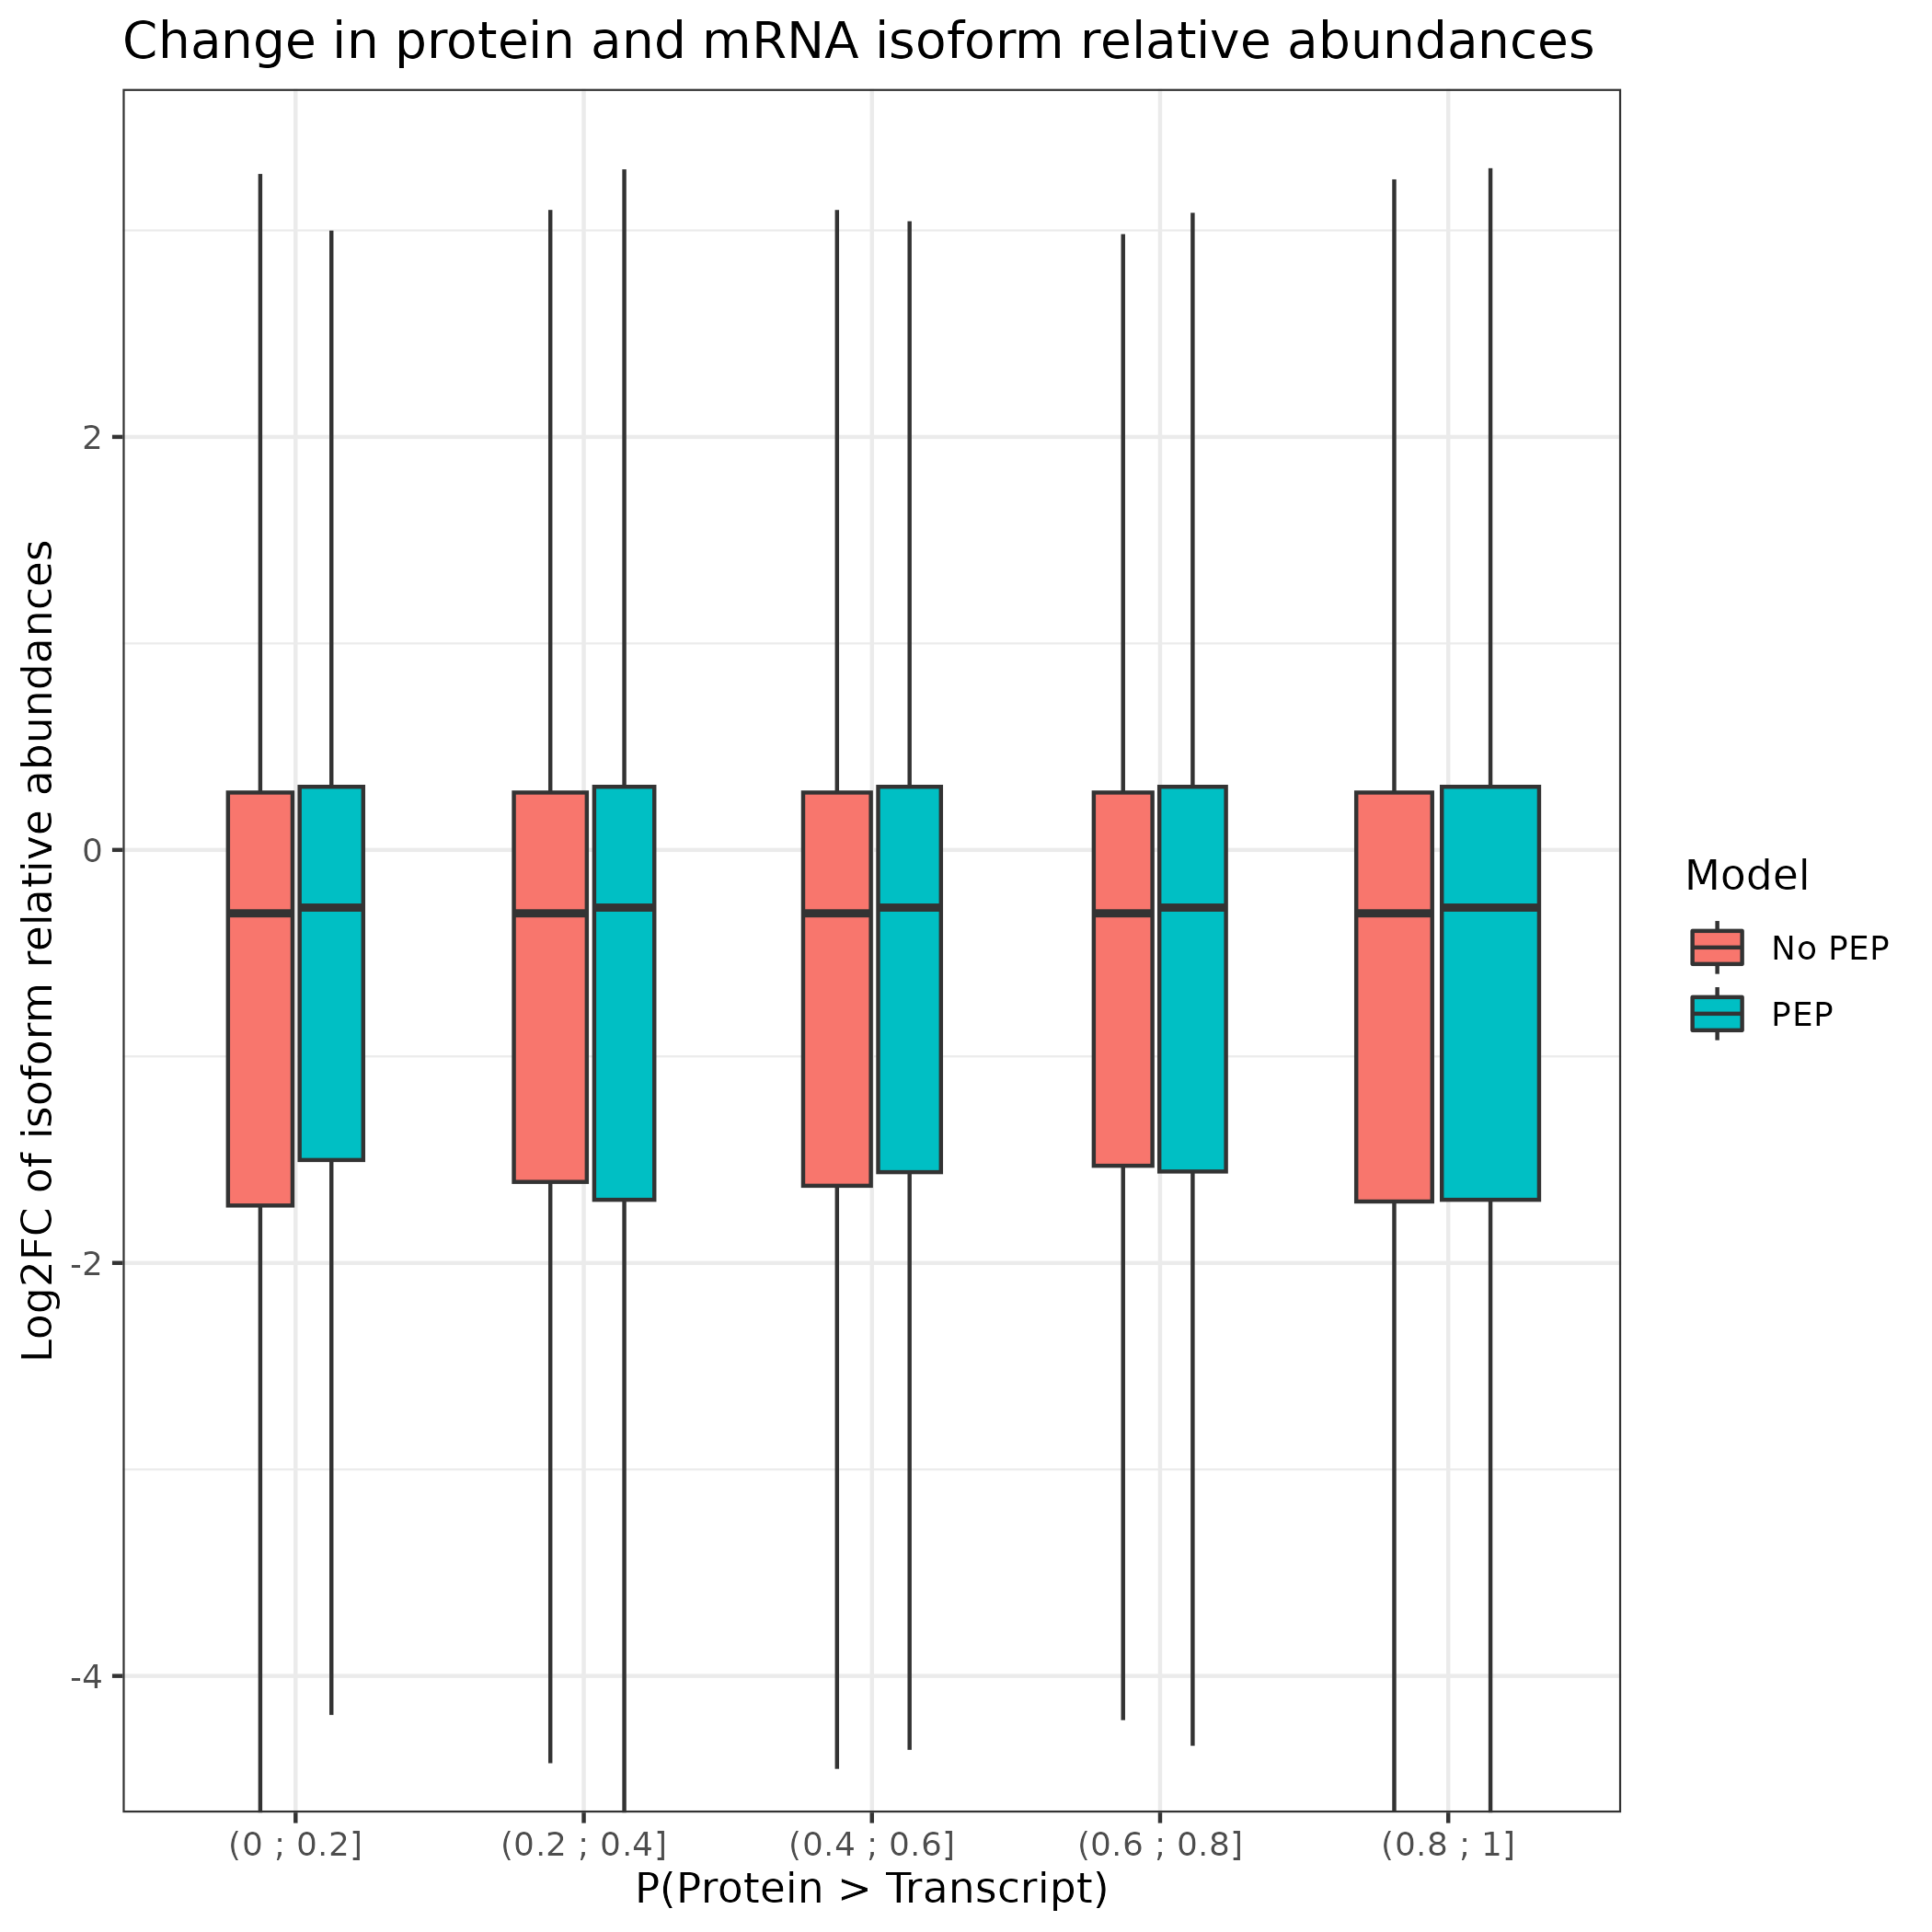 Change in protein and mRNA isoform relative abundances
Log2FC of isoform relative abundances
2
0
-2
-4
(0 ; 0.2]
(0.2 ; 0.4]
(0.4 ; 0.6]
(0.6 ; 0.8]
(0.8 ; 1]
P(Protein > Transcript)
Model
No PEP
PEP